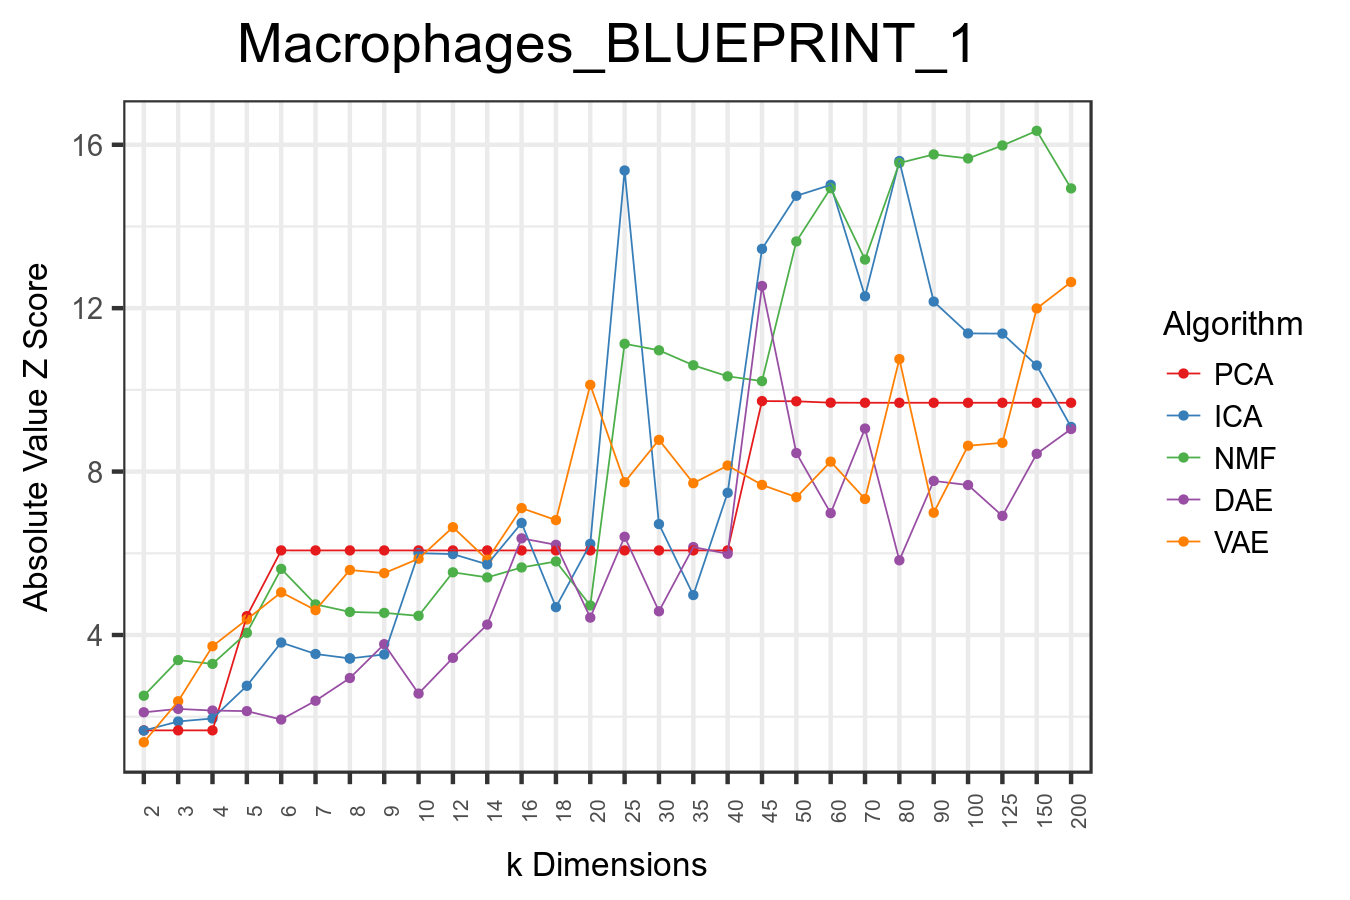 Macrophages_BLUEPRINT_1
Absolute Value Z Score
16
12
8
4
2 3 4 5 6 7 8 9 10 12 14 16 18 20 25 30 35 40 45 50 60 70 80 90 100 125 150 200
k Dimensions
Algorithm
PCA
ICA
NMF
DAE
VAE